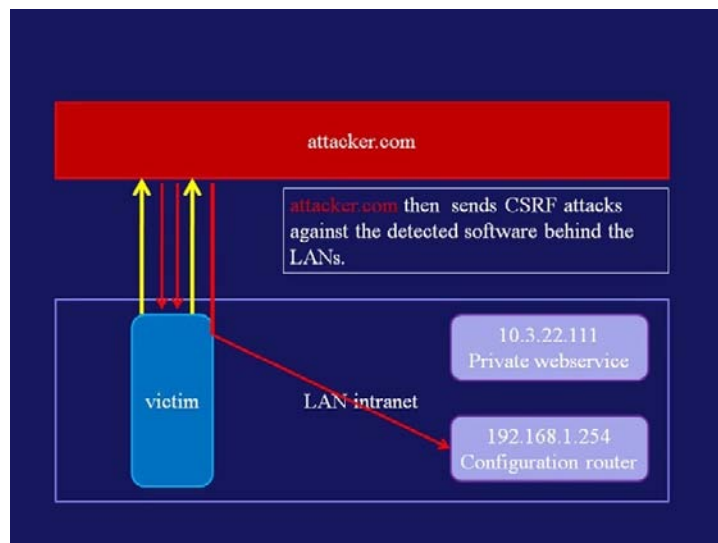 attacker.com
attacker.com then sends CSRF attacks
against the detected software behind the
LANs.
10.3.22.111
Private webservice
victim
LAN intranet
192.168.1.254
Configuration router